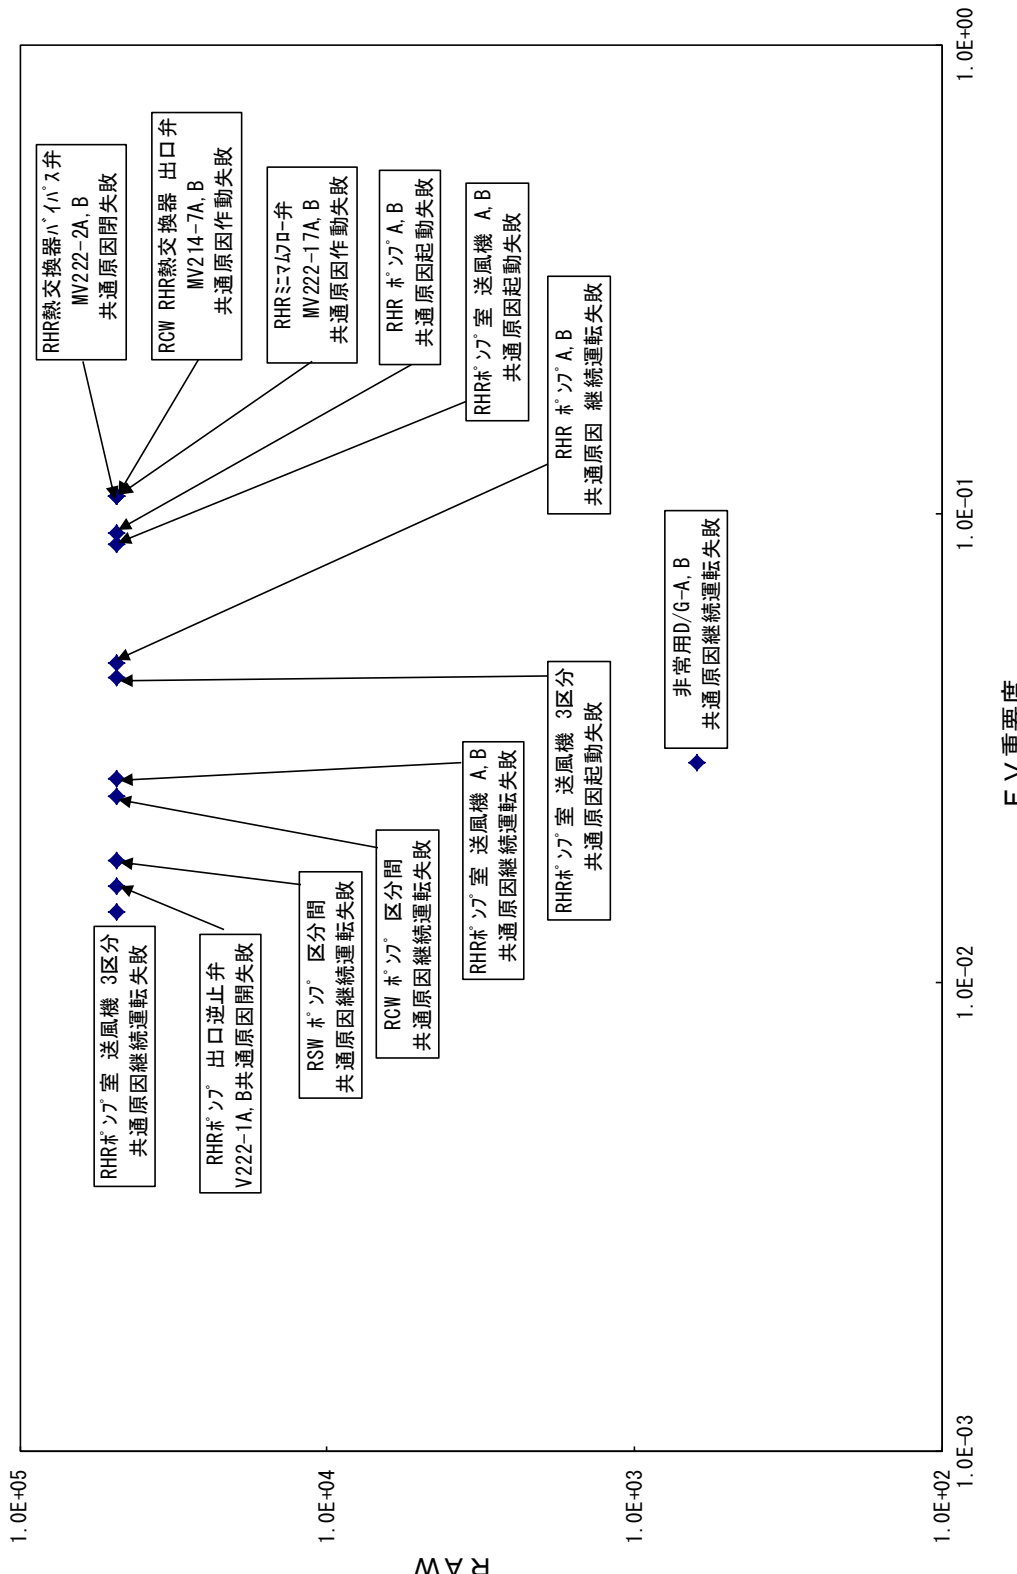 RHR熱交換器バイパス弁
MV222-2A,B
共通原因閉失敗
RCW RHR熱交換器 出口弁
MV214-7A,B
共通原因作動失敗
RHRミニマムフロー弁
MV222-17A,B
共通原因作動失敗
RHR ポンプA,B
共通原因起動失敗
RHRポンプ室 送風機 A,B
共通原因起動失敗
RHR ポンプA,B
共通原因 継続運転失敗
非常用D/G-A,B
共通原因継続運転失敗
RHRポンプ室 送風機 3区分
共通原因起動失敗
RHRポンプ室 送風機 A,B
共通原因継続運転失敗
RCW ポンプ 区分間
共通原因継続運転失敗
RSW ポンプ 区分間
共通原因継続運転失敗
RHRポンプ 出口逆止弁
V222-1A,B共通原因開失敗
RHRポンプ室 送風機 3区分
共通原因継続運転失敗
1.0E+05
1.0E+04
1.0E+03
1.0E+02
RAW
1.0E-03
1.0E-02
1.0E-01
1.0E+00
FV重要度